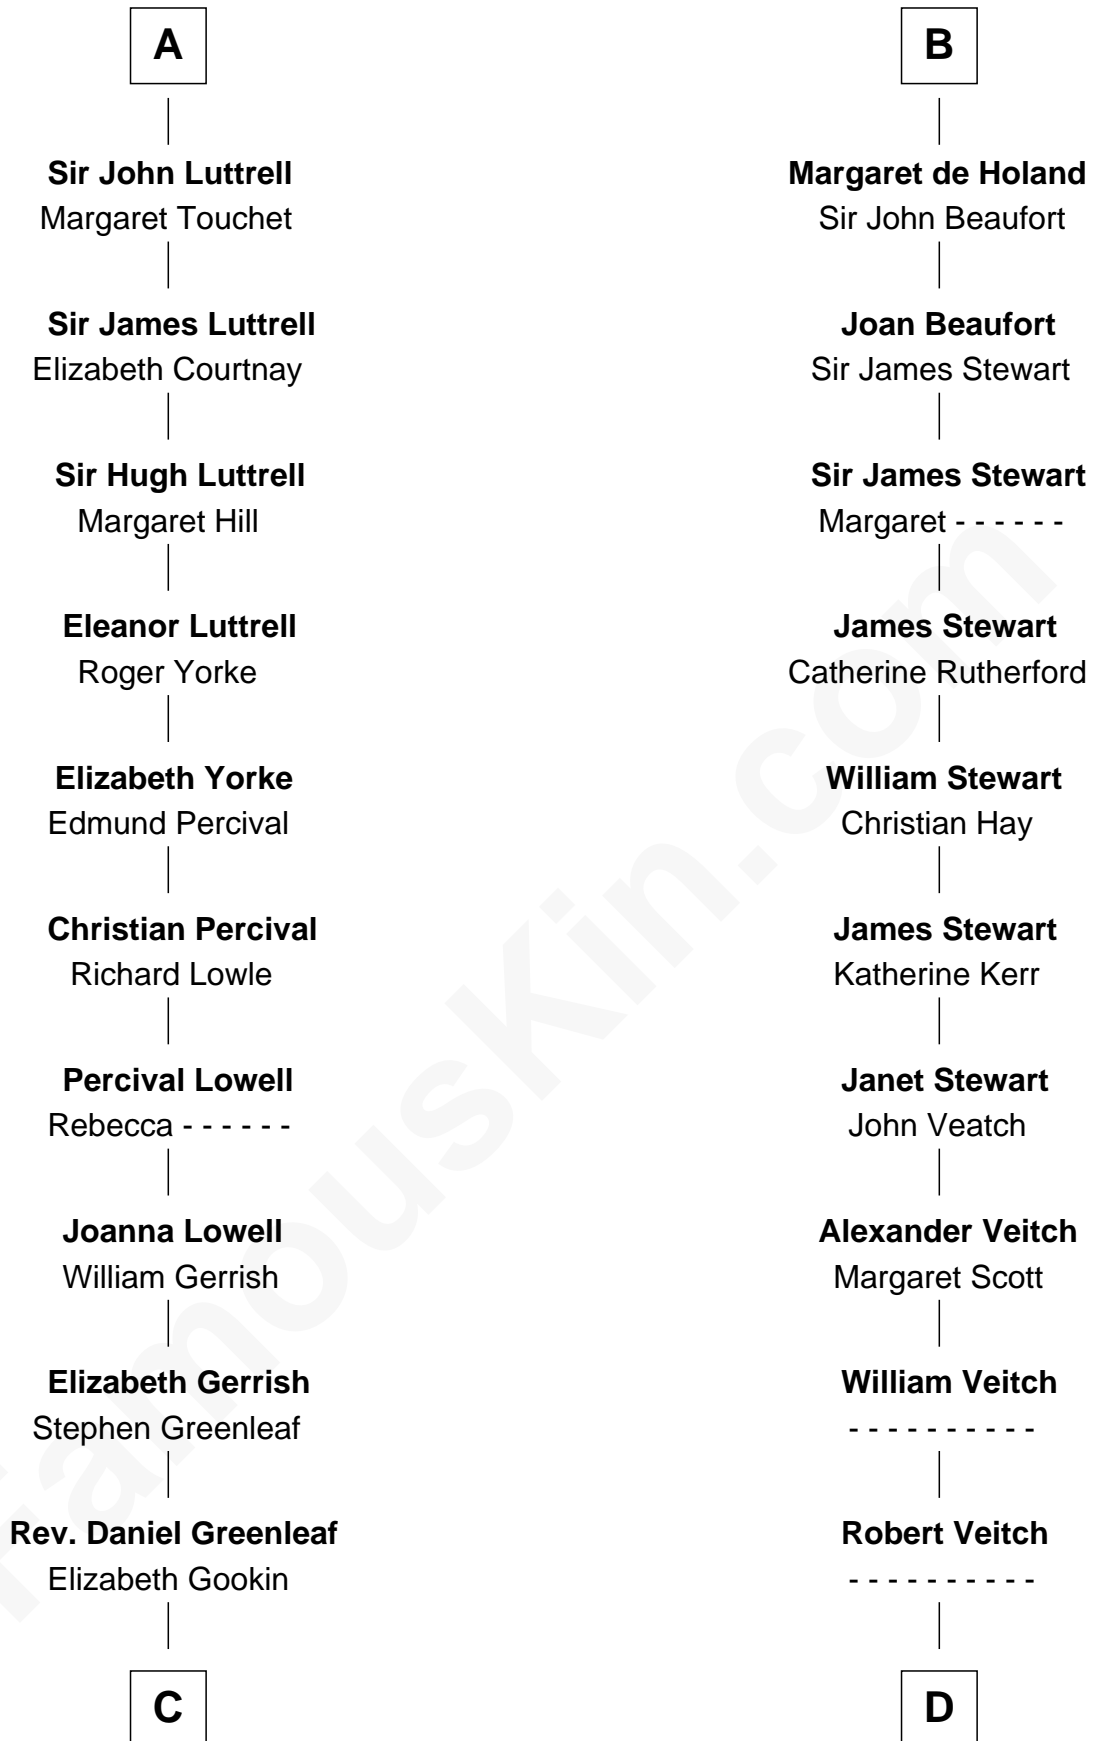 A
Sir John Luttrell
Margaret Touchet
Sir James Luttrell
Elizabeth Courtnay
Sir Hugh Luttrell
Margaret Hill
Eleanor Luttrell
Roger Yorke
Elizabeth Yorke
Edmund Percival
Christian Percival
Richard Lowle
Percival Lowell
Rebecca - - - - - -
Joanna Lowell
William Gerrish
Elizabeth Gerrish
Stephen Greenleaf
Rev. Daniel Greenleaf
Elizabeth Gookin
C
B
Margaret de Holand
Sir John Beaufort
Joan Beaufort
Sir James Stewart
Sir James Stewart
Margaret - - - - - -
James Stewart
Catherine Rutherford
William Stewart
Christian Hay
James Stewart
Katherine Kerr
Janet Stewart
John Veatch
Alexander Veitch
Margaret Scott
William Veitch
- - - - - - - - - -
Robert Veitch
- - - - - - - - - -
D
FamousKin.com